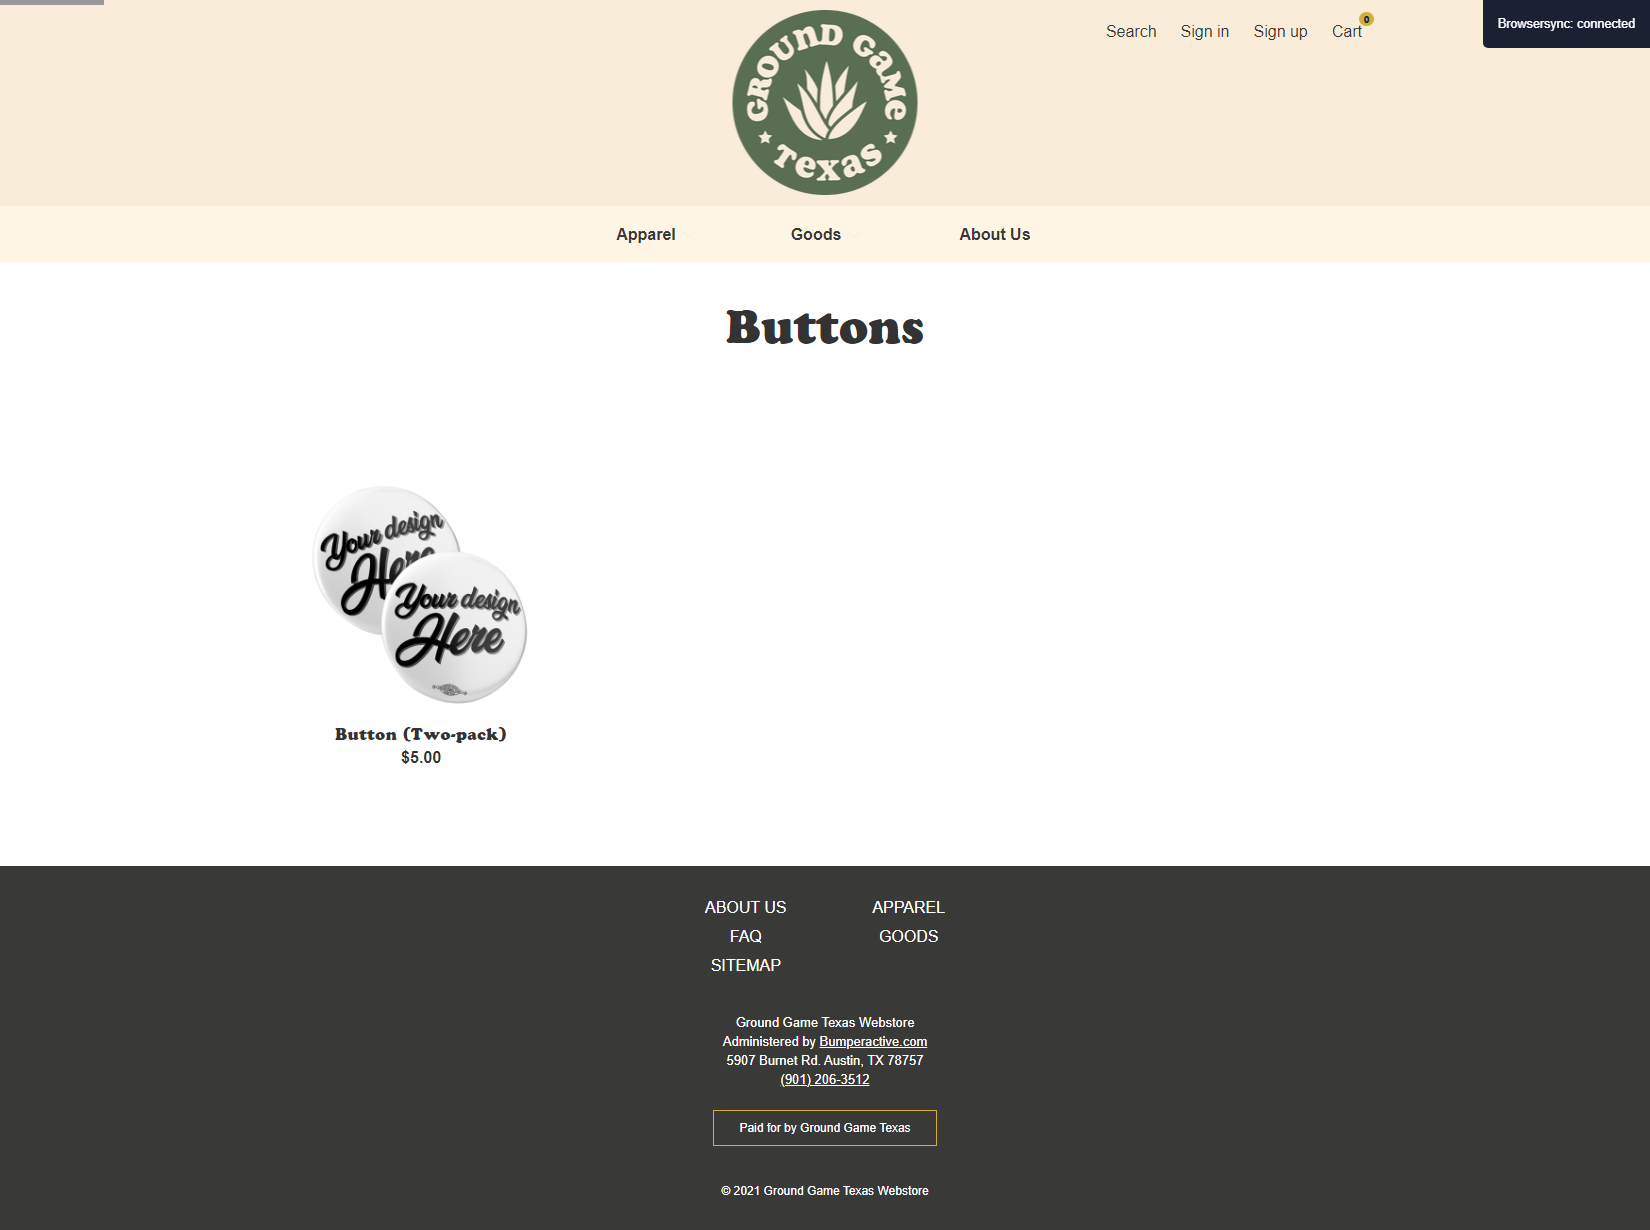 GROUND GAME
TEXAS
Search Sign in Sign up Cart 0
Browsersync: connected
Apparel Goods About Us
Buttons
Your design
Here
Your design
Here
Button (Two-pack)
$5.00
ABOUT US APPAREL
FAQ GOODS
SITEMAP
Ground Game Texas Webstore
Administered by Bumperactive.com
5907 Burnet Rd. Austin, TX 78757
(901) 206-3512
Paid for by Ground Game Texas
© 2021 Ground Game Texas Webstore